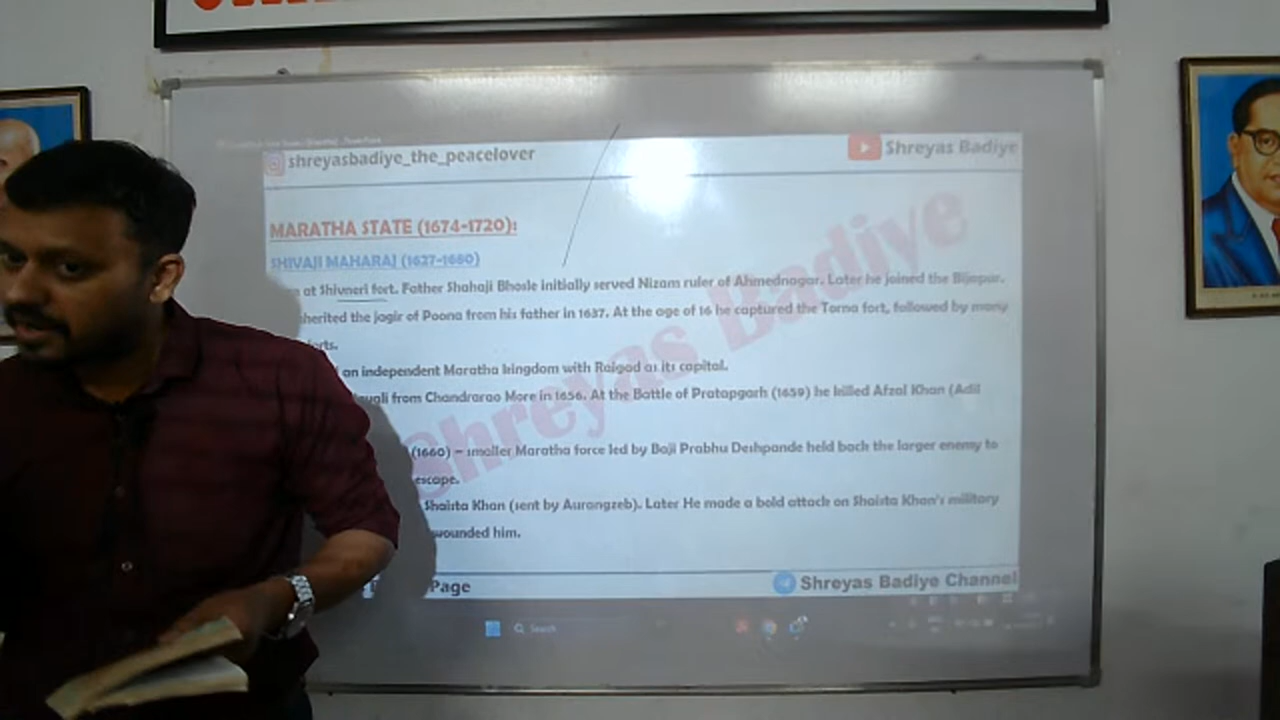 shreyasbadiye_the_peacelover
Shreyas Badiye
MARATHA STATE (1674-1720):
SHIVAJI MAHARAJ (1627-1680)
at Shivneri fort. Father Shahaji Bhosle initially served Nizam ruler of Ahmednagar. Later he joined the Bijapur.
the jagir of Poona from his father in 1637. At the age of 16 he captured the Torna fort, followed by many
an independent Maratha kingdom with Raigad as its capital.
from Chandrarao More in 1656. At the Battle of Pratapgarh (1659) he killed Afzal Khan (Adil
(1660) – smaller Maratha force led by Baji Prabhu Deshpande held back the larger enemy to
escape.
Shaista Khan (sent by Aurangzeb). Later He made a bold attack on Shaista Khan's military
wounded him.
Page
Shreyas Badiye Channel
Search
Shreyas Badiye